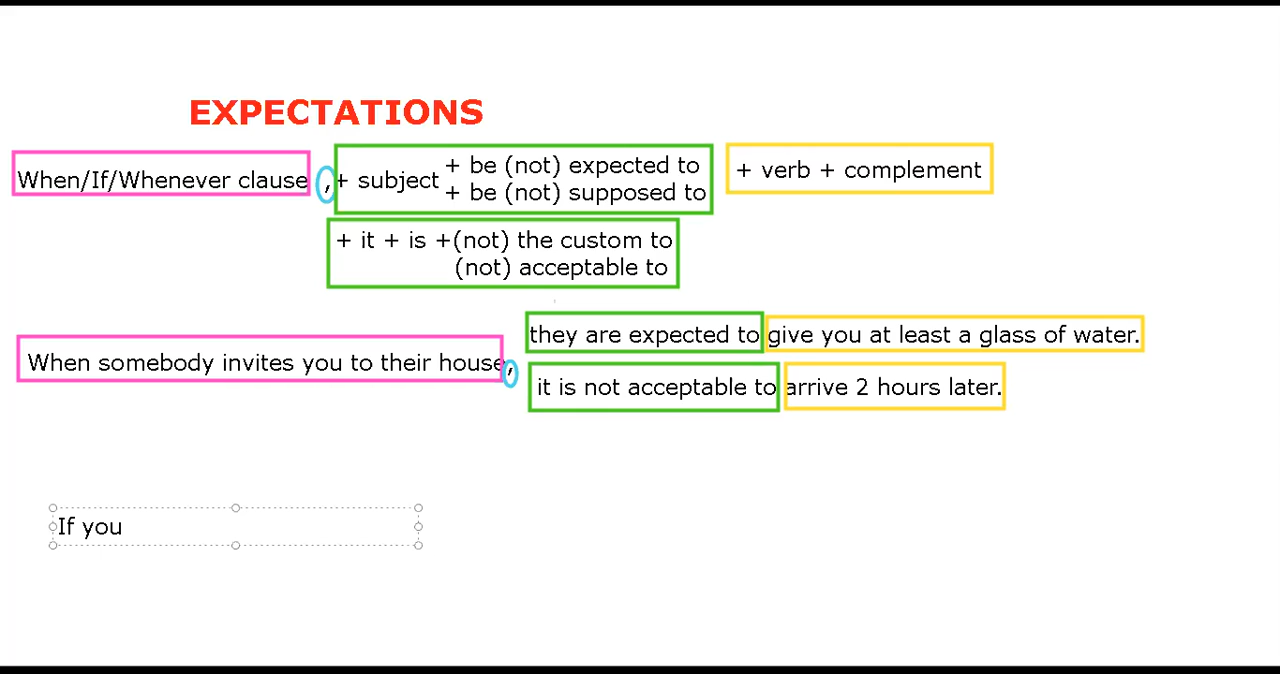 EXPECTATIONS
When/If/Whenever clause , + subject + be (not) expected to + verb + complement
+ be (not) supposed to
+ it + is +(not) the custom to
(not) acceptable to
they are expected to give you at least a glass of water.
When somebody invites you to their house,
it is not acceptable to arrive 2 hours later.
If you